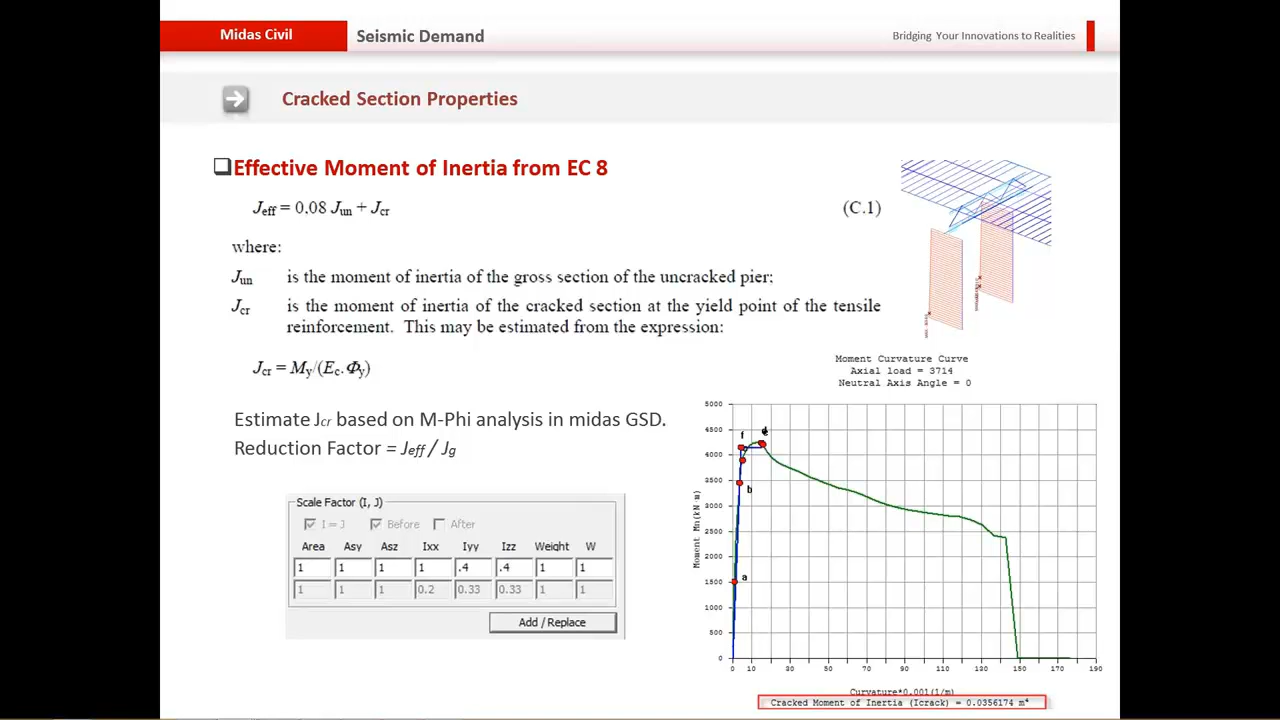 Midas Civil
Seismic Demand
Bridging Your Innovations to Realities
Cracked Section Properties
Effective Moment of Inertia from EC 8
Jeff = 0,08 Jun + Jcr (C.1)
where:
Jun is the moment of inertia of the gross section of the uncracked pier;
Jcr is the moment of inertia of the cracked section at the yield point of the tensile
reinforcement. This may be estimated from the expression:
Jcr = My/(Ec.Φy)
Estimate Jcr based on M-Phi analysis in midas GSD.
Reduction Factor = Jeff / Jg
Scale Factor (I, J)
I = J Before After
Area Asy Asz Ixx Iyy Izz Weight W
1 1 1 1 .4 .4 1 1
1 1 1 0.2 0.33 0.33 1 1
Add / Replace
Moment Curvature Curve
Axial load = 3714
Neutral Axis Angle = 0
5000
4500
4000
3500
3000
2500
2000
1500
1000
500
0
Moment Mn(kN·m)
f
d
b
a
0 10 30 50 70 90 110 130 150 170 190
Curvature*0.001(1/m)
Cracked Moment of Inertia (Icrack) = 0.0356174 m⁴